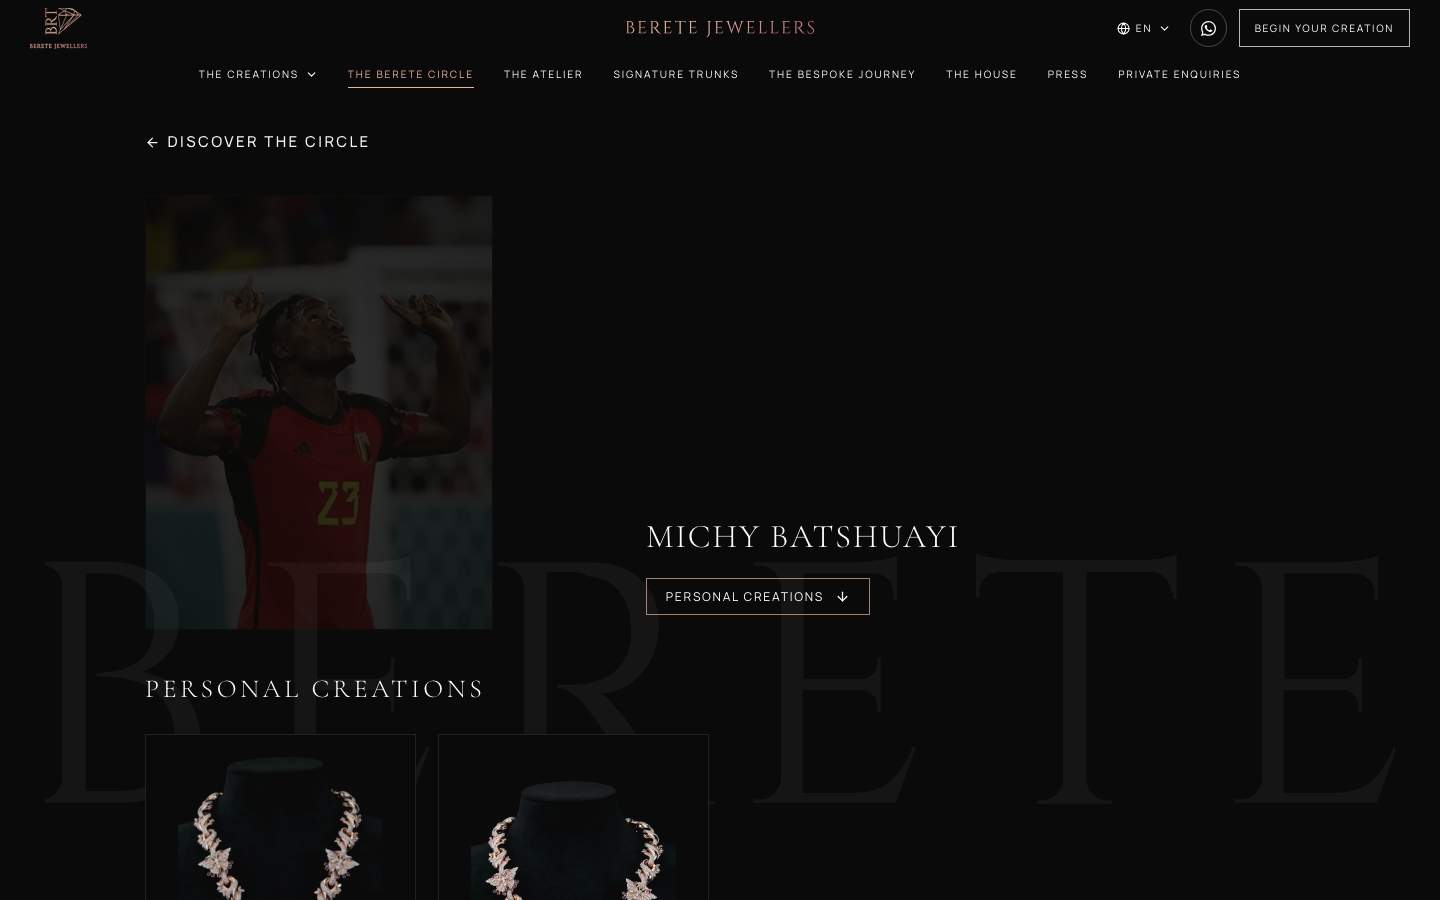 BRT
BERETE JEWELLERS
BERETE JEWELLERS
EN
BEGIN YOUR CREATION
THE CREATIONS
THE BERETE CIRCLE
THE ATELIER
SIGNATURE TRUNKS
THE BESPOKE JOURNEY
THE HOUSE
PRESS
PRIVATE ENQUIRIES
← DISCOVER THE CIRCLE
23
MICHY BATSHUAYI
PERSONAL CREATIONS ↓
BERETE
PERSONAL CREATIONS